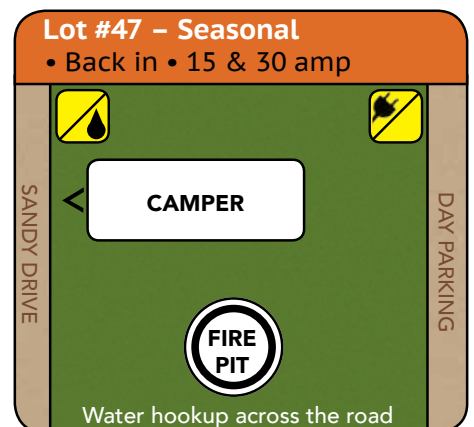 Lot #47 – Seasonal
• Back in • 15 & 30 amp
SANDY DRIVE
CAMPER
DAY PARKING
FIRE
PIT
Water hookup across the road